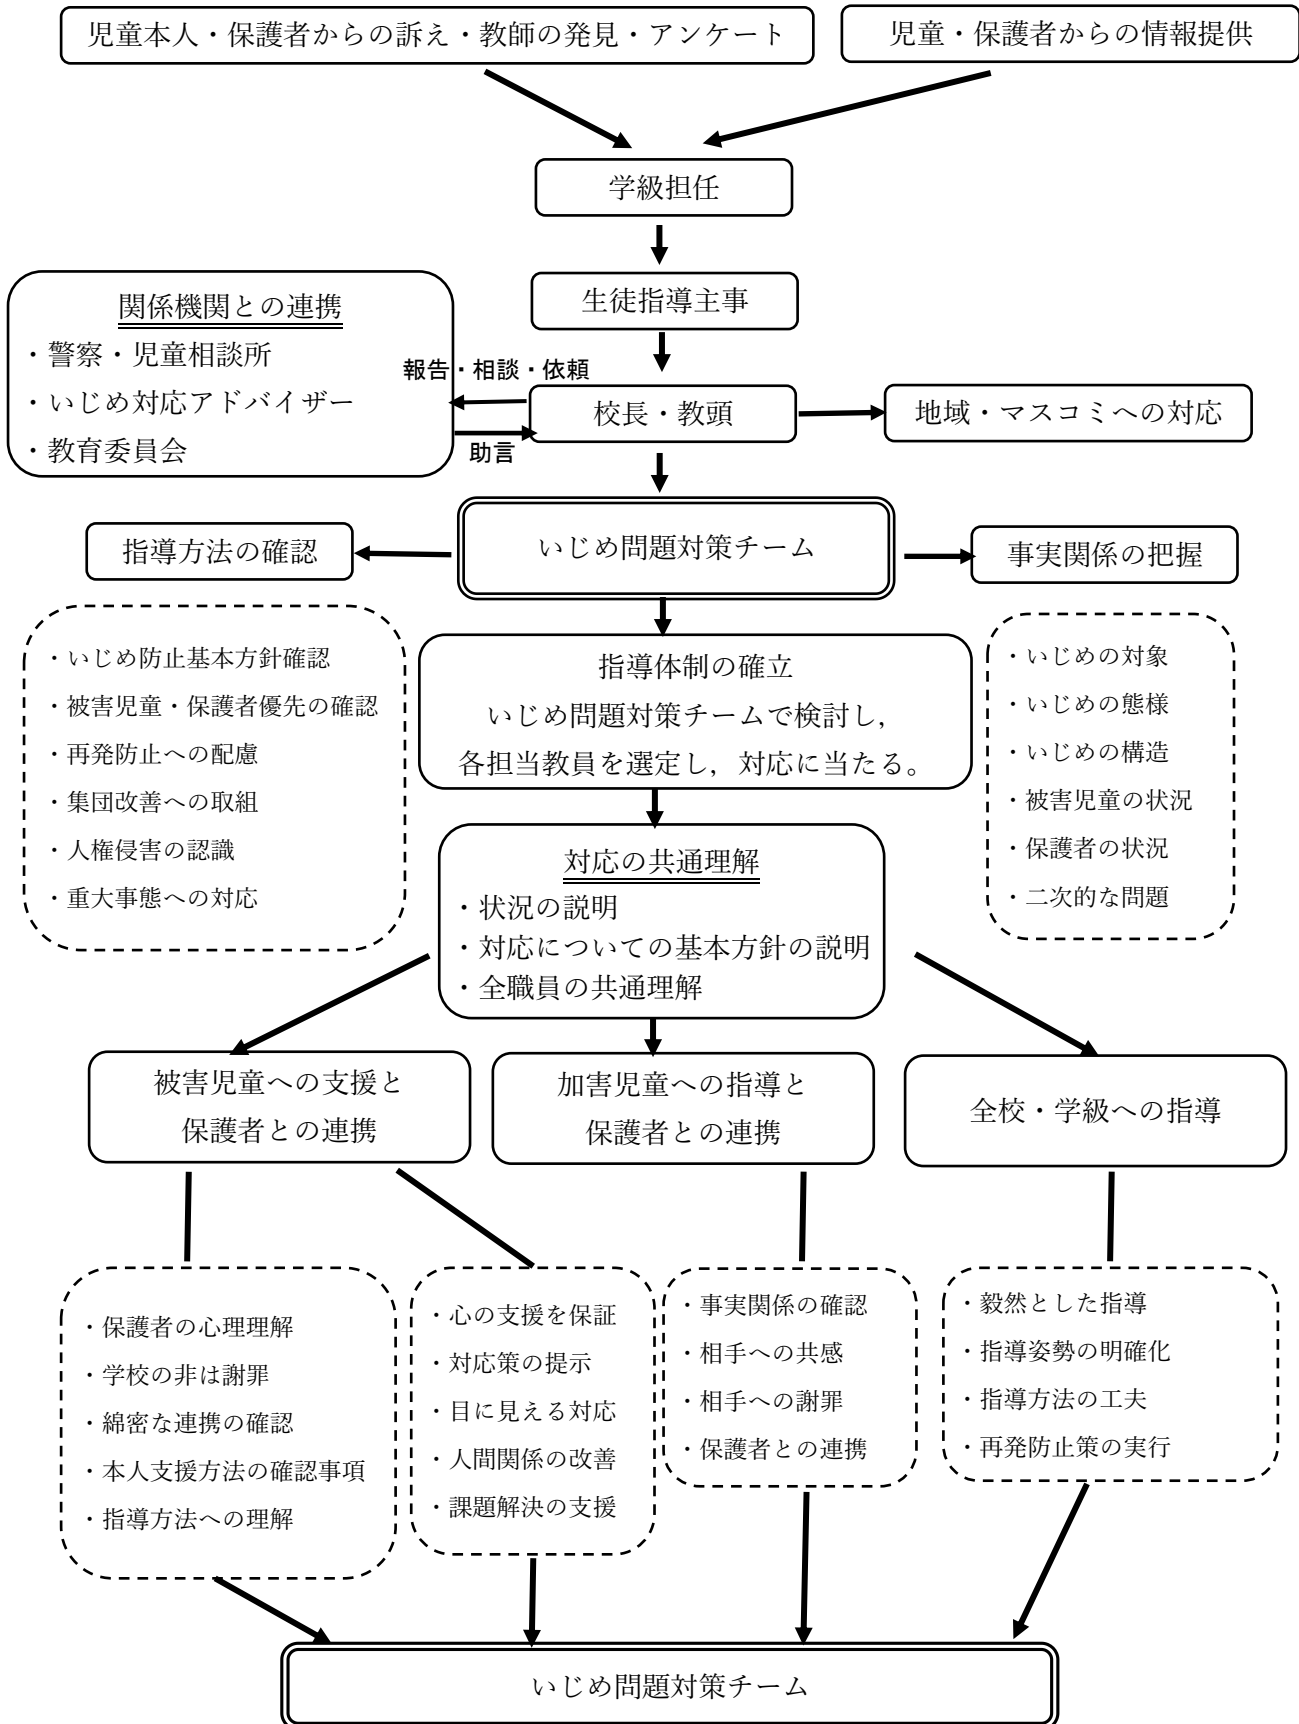 児童本人・保護者からの訴え・教師の発見・アンケート
児童・保護者からの情報提供
学級担任
生徒指導主事
関係機関との連携
・警察・児童相談所
・いじめ対応アドバイザー
・教育委員会
報告・相談・依頼
助言
校長・教頭
地域・マスコミへの対応
指導方法の確認
いじめ問題対策チーム
事実関係の把握
・いじめ防止基本方針確認
・被害児童・保護者優先の確認
・再発防止への配慮
・集団改善への取組
・人権侵害の認識
・重大事態への対応
指導体制の確立
いじめ問題対策チームで検討し，
各担当教員を選定し，対応に当たる。
・いじめの対象
・いじめの態様
・いじめの構造
・被害児童の状況
・保護者の状況
・二次的な問題
対応の共通理解
・状況の説明
・対応についての基本方針の説明
・全職員の共通理解
被害児童への支援と
保護者との連携
加害児童への指導と
保護者との連携
全校・学級への指導
・保護者の心理理解
・学校の非は謝罪
・綿密な連携の確認
・本人支援方法の確認事項
・指導方法への理解
・心の支援を保証
・対応策の提示
・目に見える対応
・人間関係の改善
・課題解決の支援
・事実関係の確認
・相手への共感
・相手への謝罪
・保護者との連携
・毅然とした指導
・指導姿勢の明確化
・指導方法の工夫
・再発防止策の実行
いじめ問題対策チーム